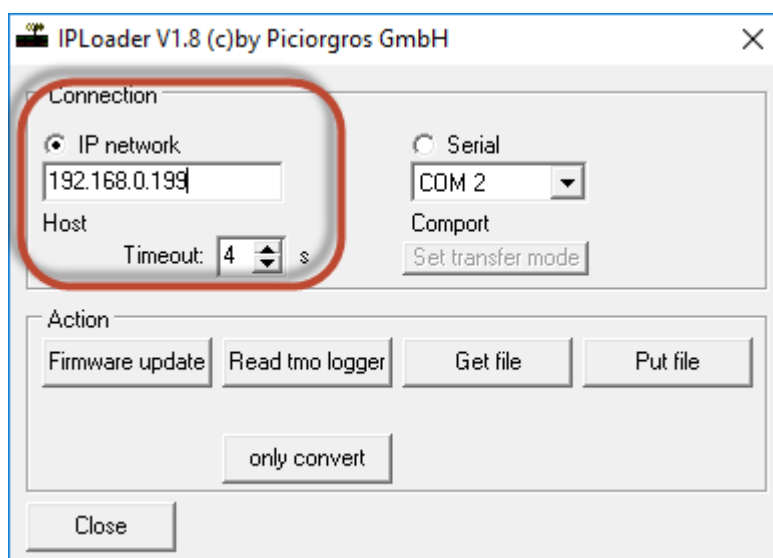 IPLoader V1.8 (c)by Piciorgros GmbH
Connection
IP network
192.168.0.199
Host
Timeout: 4 s
Serial
COM 2
Comport
Set transfer mode
Action
Firmware update Read tmo logger Get file Put file
only convert
Close